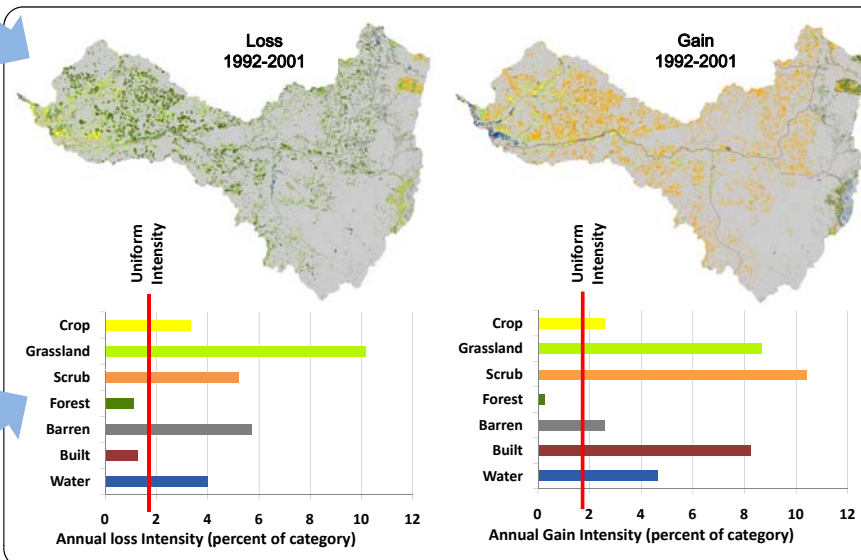 Loss
1992-2001
Uniform
Intensity
Crop
Grassland
Scrub
Forest
Barren
Built
Water
0 2 4 6 8 10 12
Annual loss Intensity (percent of category)
Gain
1992-2001
Uniform
Intensity
Crop
Grassland
Scrub
Forest
Barren
Built
Water
0 2 4 6 8 10 12
Annual Gain Intensity (percent of category)